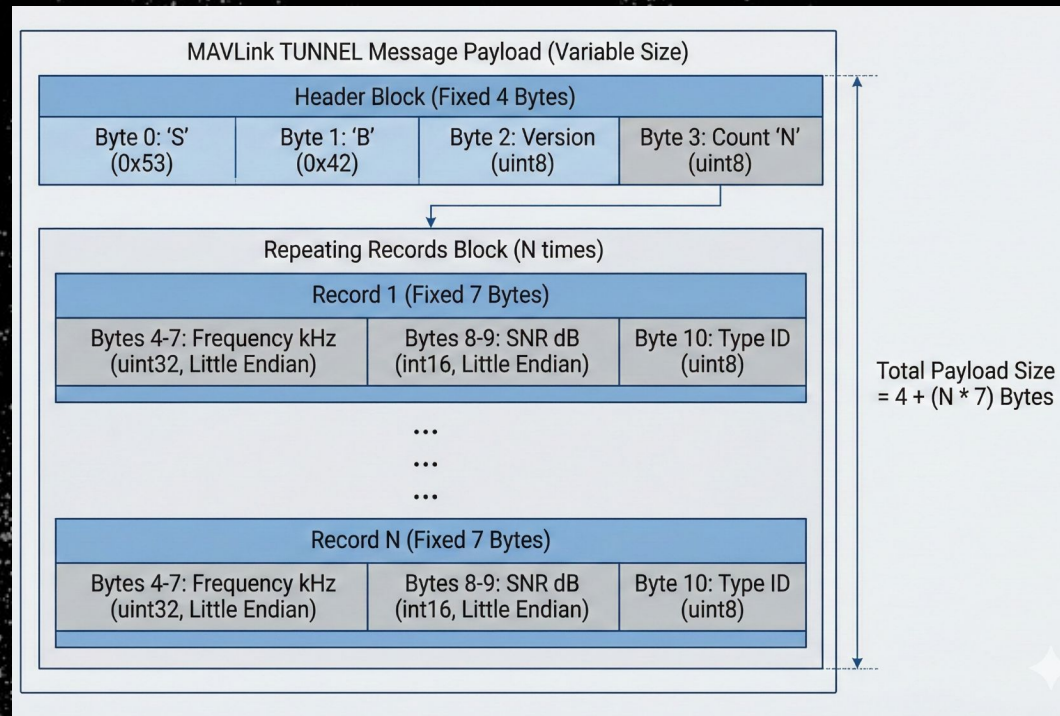 MAVLink TUNNEL Message Payload (Variable Size)
Header Block (Fixed 4 Bytes)
Byte 0: ‘S’
(0x53)
Byte 1: ‘B’
(0x42)
Byte 2: Version
(uint8)
Byte 3: Count ‘N’
(uint8)
Repeating Records Block (N times)
Record 1 (Fixed 7 Bytes)
Bytes 4-7: Frequency kHz
(uint32, Little Endian)
Bytes 8-9: SNR dB
(int16, Little Endian)
Byte 10: Type ID
(uint8)
...
...
...
Record N (Fixed 7 Bytes)
Bytes 4-7: Frequency kHz
(uint32, Little Endian)
Bytes 8-9: SNR dB
(int16, Little Endian)
Byte 10: Type ID
(uint8)
Total Payload Size
= 4 + (N * 7) Bytes